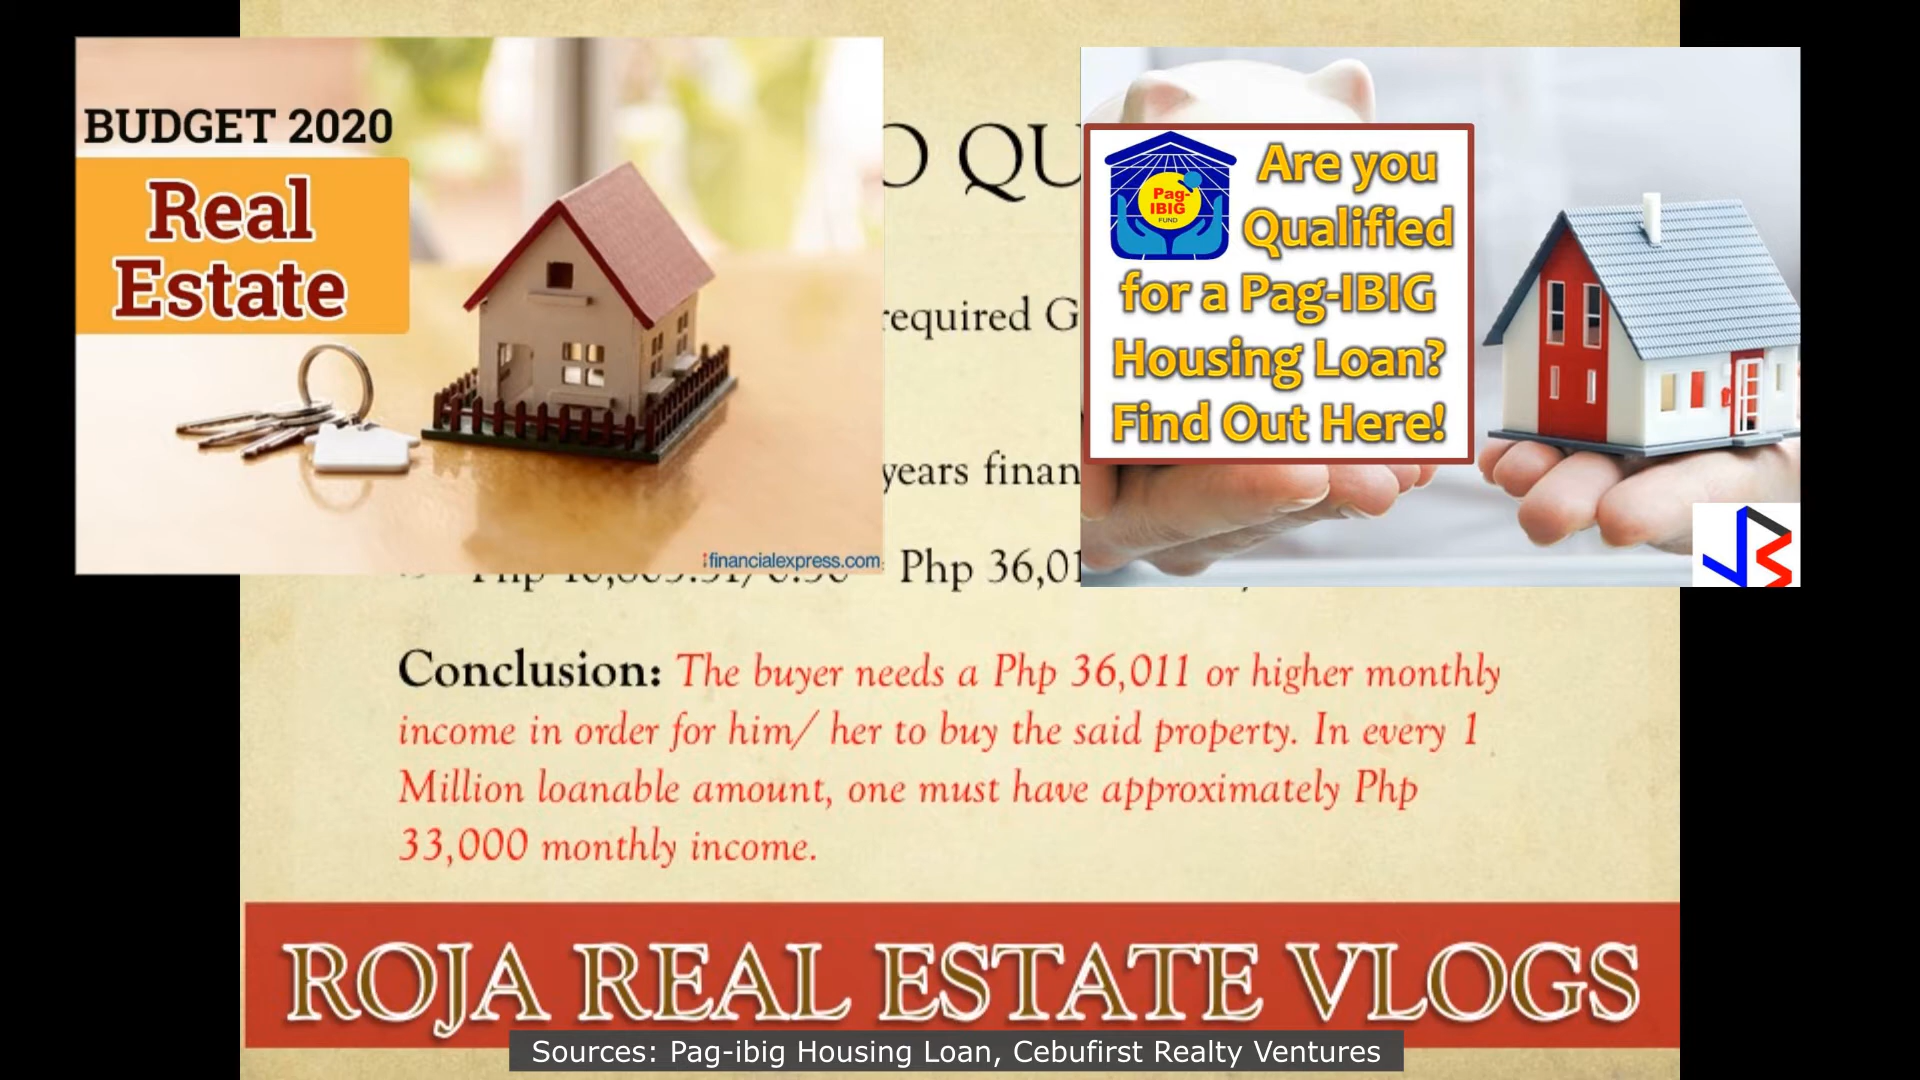 BUDGET 2020
Real
Estate
financialexpress.com
O QU
required G
years finan
Php 36,01
Pag-
IBIG
FUND
Are you
Qualified
for a Pag-IBIG
Housing Loan?
Find Out Here!
Conclusion: The buyer needs a Php 36,011 or higher monthly
income in order for him/ her to buy the said property. In every 1
Million loanable amount, one must have approximately Php
33,000 monthly income.
ROJA REAL ESTATE VLOGS
Sources: Pag-ibig Housing Loan, Cebufirst Realty Ventures